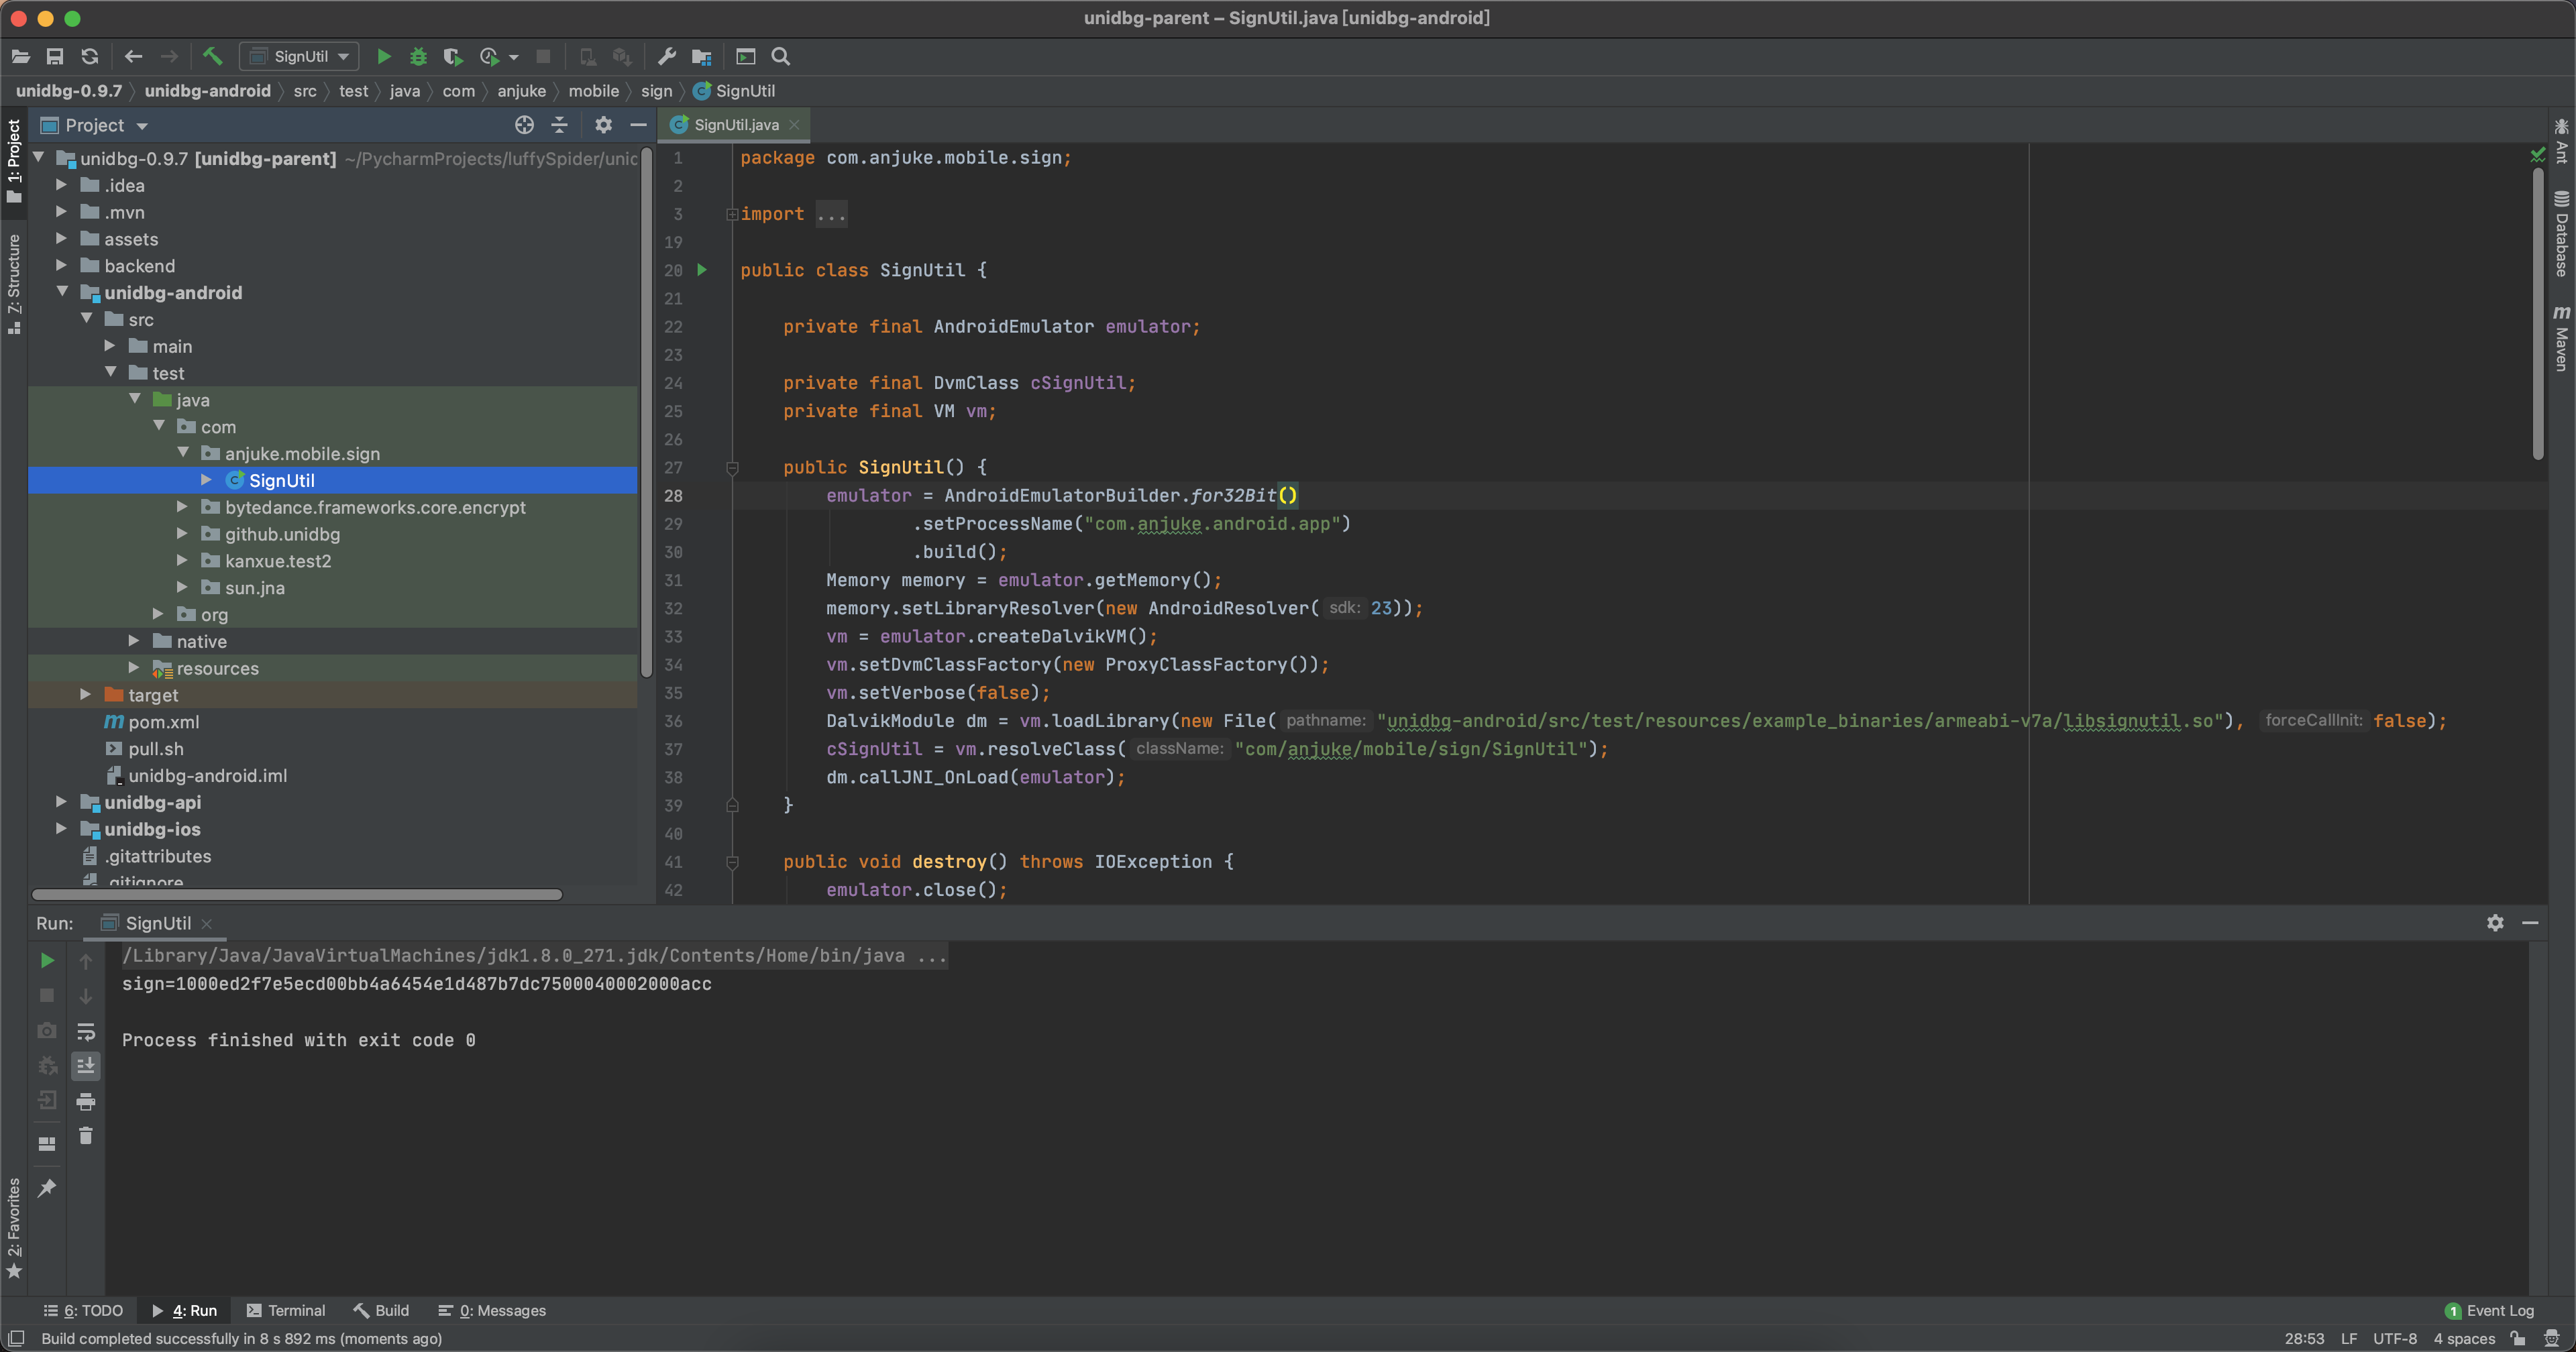 unidbg-parent – SignUtil.java [unidbg-android]
SignUtil
unidbg-0.9.7 unidbg-android src test java com anjuke mobile sign SignUtil
1: Project
Z: Structure
2: Favorites
Project
unidbg-0.9.7 [unidbg-parent] ~/PycharmProjects/luffySpider/unic
.idea
.mvn
assets
backend
unidbg-android
src
main
test
java
com
anjuke.mobile.sign
SignUtil
bytedance.frameworks.core.encrypt
github.unidbg
kanxue.test2
sun.jna
org
native
resources
target
pom.xml
pull.sh
unidbg-android.iml
unidbg-api
unidbg-ios
.gitattributes
.gitignore
SignUtil.java
1 package com.anjuke.mobile.sign;
2
3 import ...
19
20 public class SignUtil {
21
22 private final AndroidEmulator emulator;
23
24 private final DvmClass cSignUtil;
25 private final VM vm;
26
27 public SignUtil() {
28 emulator = AndroidEmulatorBuilder.for32Bit()
29 .setProcessName("com.anjuke.android.app")
30 .build();
31 Memory memory = emulator.getMemory();
32 memory.setLibraryResolver(new AndroidResolver( sdk: 23));
33 vm = emulator.createDalvikVM();
34 vm.setDvmClassFactory(new ProxyClassFactory());
35 vm.setVerbose(false);
36 DalvikModule dm = vm.loadLibrary(new File( pathname: "unidbg-android/src/test/resources/example_binaries/armeabi-v7a/libsignutil.so"), forceCallInit: false);
37 cSignUtil = vm.resolveClass( className: "com/anjuke/mobile/sign/SignUtil");
38 dm.callJNI_OnLoad(emulator);
39 }
40
41 public void destroy() throws IOException {
42 emulator.close();
Ant
Database
m Maven
Run: SignUtil
/Library/Java/JavaVirtualMachines/jdk1.8.0_271.jdk/Contents/Home/bin/java ...
sign=1000ed2f7e5ecd00bb4a6454e1d487b7dc7500040002000acc
Process finished with exit code 0
6: TODO 4: Run Terminal Build 0: Messages
1 Event Log
Build completed successfully in 8 s 892 ms (moments ago)
28:53 LF UTF-8 4 spaces